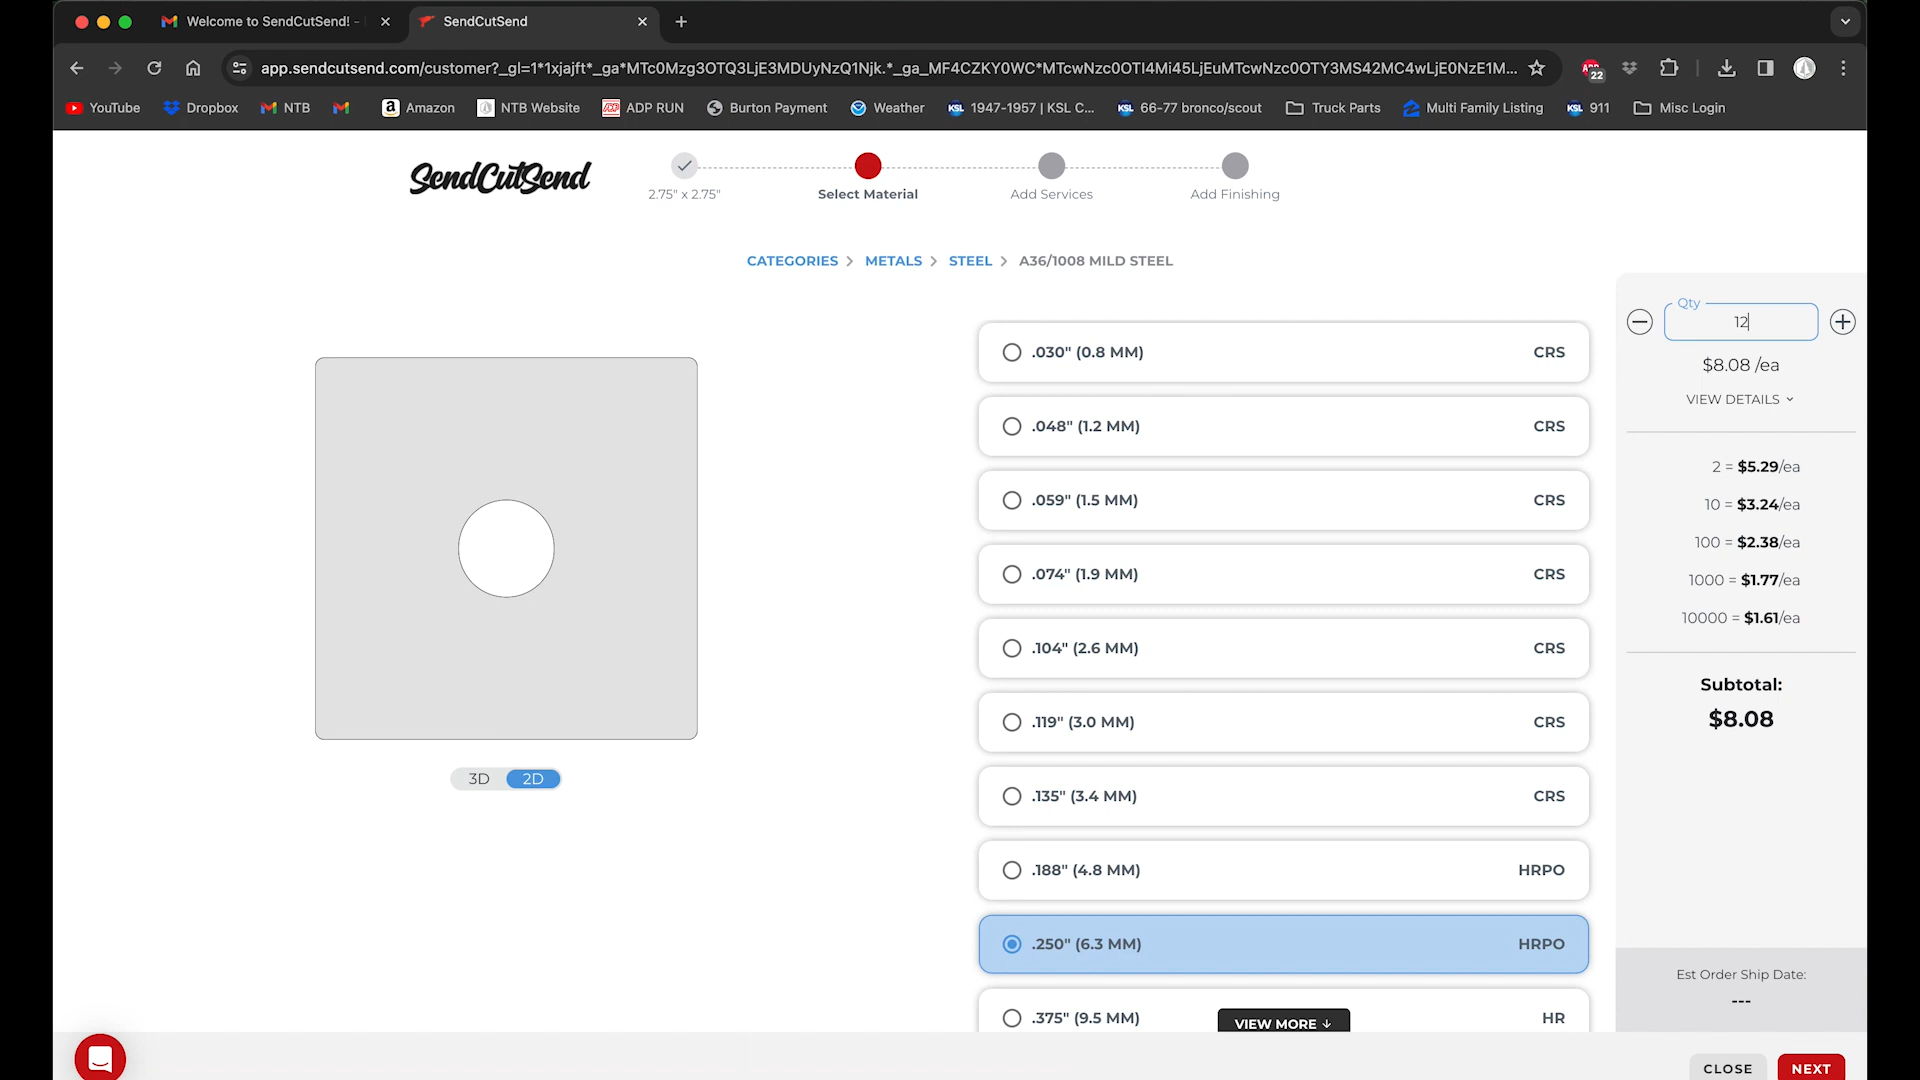 Welcome to SendCutSend! -
SendCutSend
app.sendcutsend.com/customer?_gl=1*1xjajft*_ga*MTc0Mzg3OTQ3LjE3MDUyNzQ1Njk.*_ga_MF4CZKY0WC*MTcwNzc0OTI4Mi45LjEuMTcwNzc0OTY3MS42MC4wLjE0NzE1M...
22
YouTube
Dropbox
NTB
Amazon
NTB Website
ADP RUN
Burton Payment
Weather
KSL 1947-1957 | KSL C...
KSL 66-77 bronco/scout
Truck Parts
Multi Family Listing
KSL 911
Misc Login
SendCutSend
2.75" x 2.75"
Select Material
Add Services
Add Finishing
CATEGORIES > METALS > STEEL > A36/1008 MILD STEEL
.030" (0.8 MM) CRS
.048" (1.2 MM) CRS
.059" (1.5 MM) CRS
.074" (1.9 MM) CRS
.104" (2.6 MM) CRS
.119" (3.0 MM) CRS
.135" (3.4 MM) CRS
.188" (4.8 MM) HRPO
.250" (6.3 MM) HRPO
.375" (9.5 MM) HR
VIEW MORE ↓
3D 2D
Qty
12
$8.08 /ea
VIEW DETAILS
2 = $5.29/ea
10 = $3.24/ea
100 = $2.38/ea
1000 = $1.77/ea
10000 = $1.61/ea
Subtotal:
$8.08
Est Order Ship Date:
---
CLOSE
NEXT